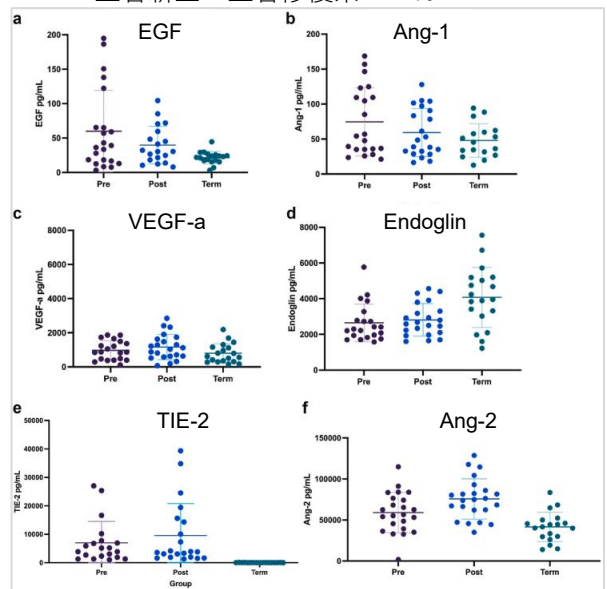 a
EGF
EGF pg/mL
200
150
100
50
0
Pre Post Term
b
Ang-1
Ang-1 pg//mL
200
150
100
50
0
Pre Post Term
c
VEGF-a
VEGF-a pg/mL
8000
6000
4000
2000
0
Pre Post Term
d
Endoglin
Endoglin pg//mL
8000
6000
4000
2000
0
Pre Post Term
e
TIE-2
TIE-2 pg/mL
50000
40000
30000
20000
10000
0
Pre Post Term
Group
f
Ang-2
Ang-2 pg/mL
150000
100000
50000
0
Pre Post Term